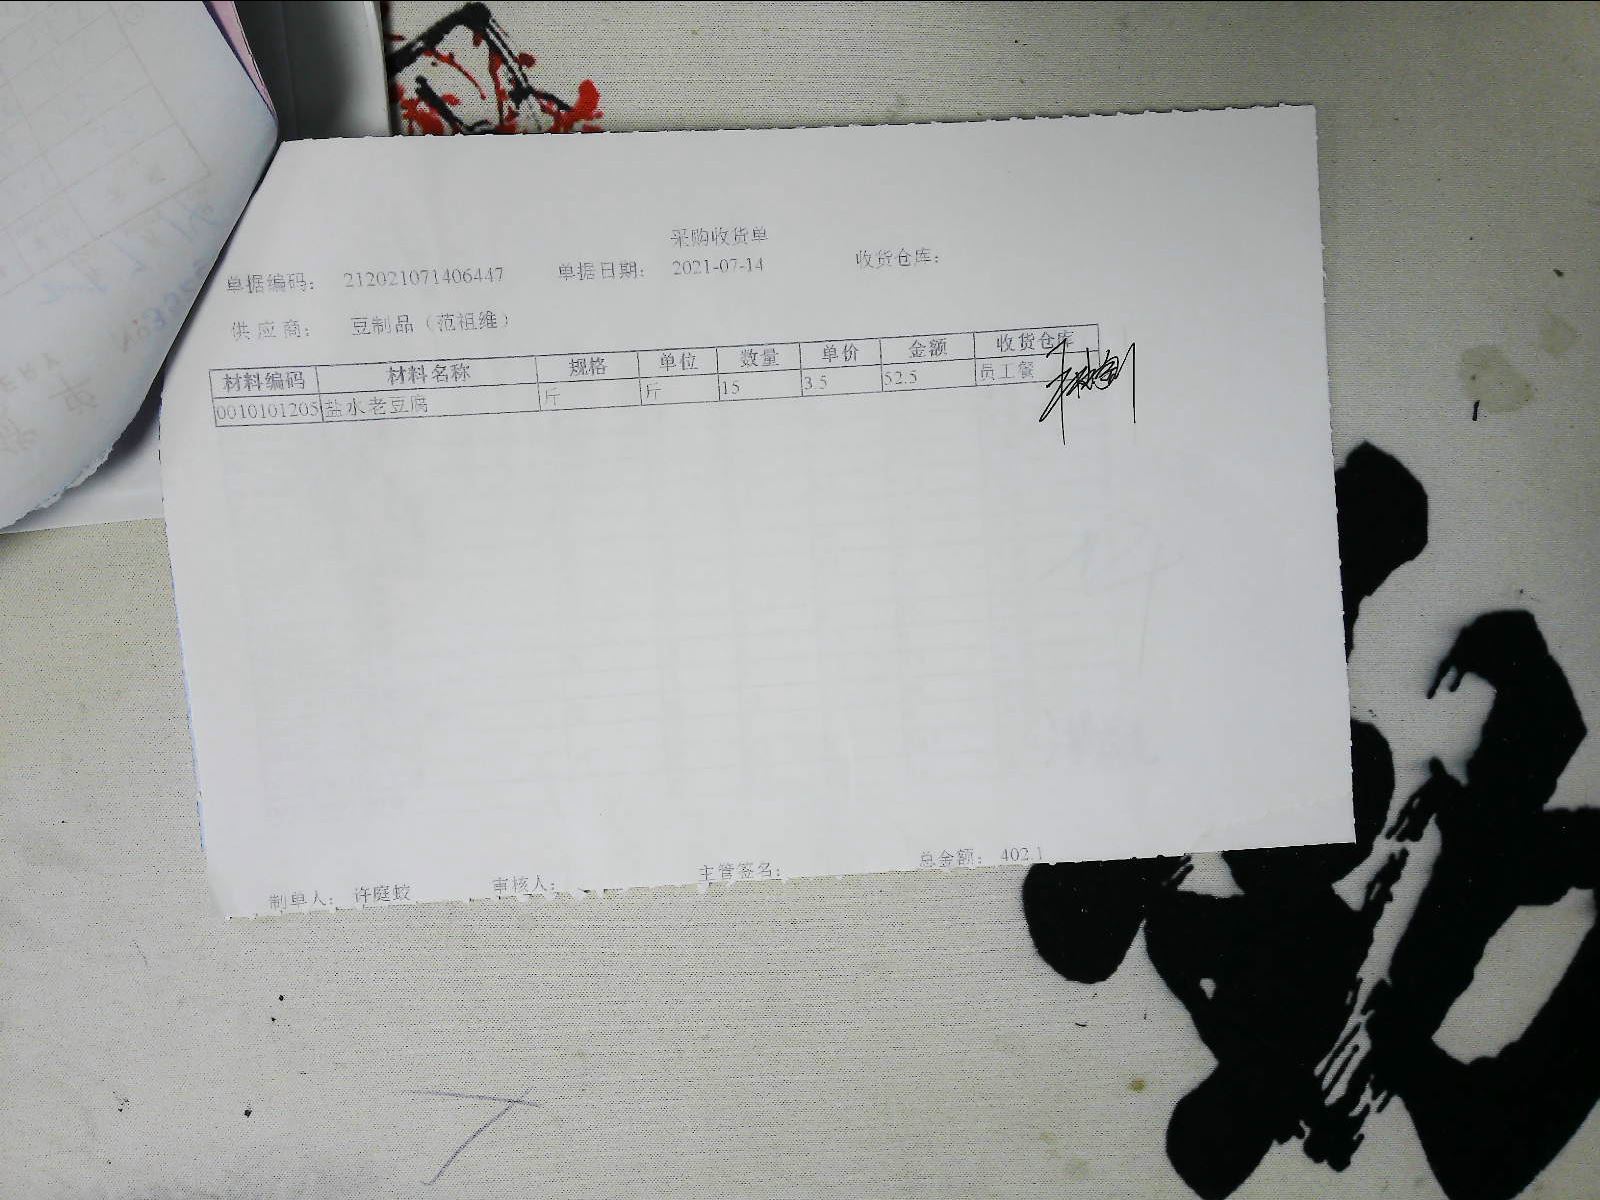 采购收货单
单据编码： 212021071406447 单据日期： 2021-07-14 收货仓库：
供应商： 豆制品（范祖维）
材料编码 材料名称 规格 单位 数量 单价 金额 收货仓库
0010101205 盐水老豆腐 斤 斤 15 3.5 52.5 员工餐
制单人： 许庭蛟 审核人： 主管签名： 总金额： 402.1